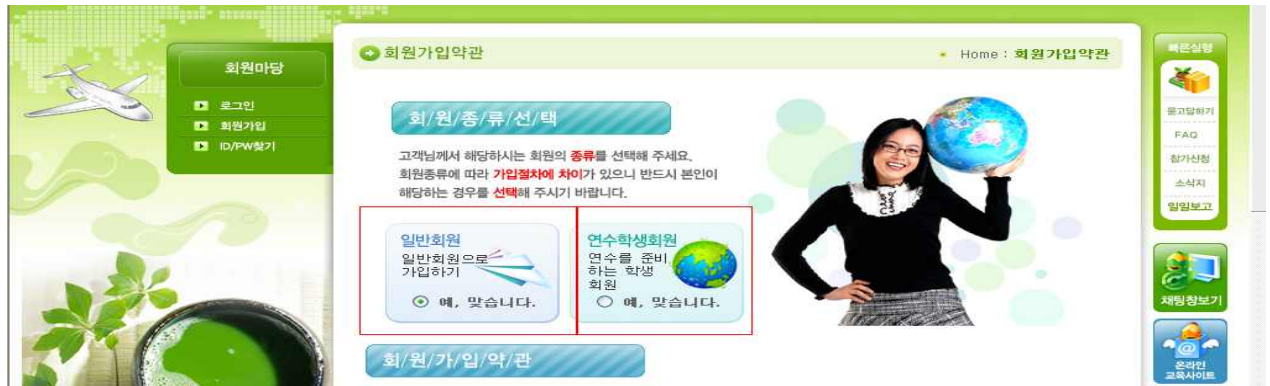 회원마당
로그인
회원가입
ID/PW찾기
회원가입약관
Home : 회원가입약관
회/원/종/류/선/택
고객님께서 해당하시는 회원의 종류를 선택해 주세요.
회원종류에 따라 가입절차에 차이가 있으니 반드시 본인이
해당하는 경우를 선택해 주시기 바랍니다.
일반회원
일반회원으로
가입하기
예, 맞습니다.
연수학생회원
연수를 준비
하는 학생
회원
예, 맞습니다.
회/원/가/입/약/관
빠른실행
묻고답하기
FAQ
참가신청
소식지
일일보고
채팅창보기
온라인
교육사이트